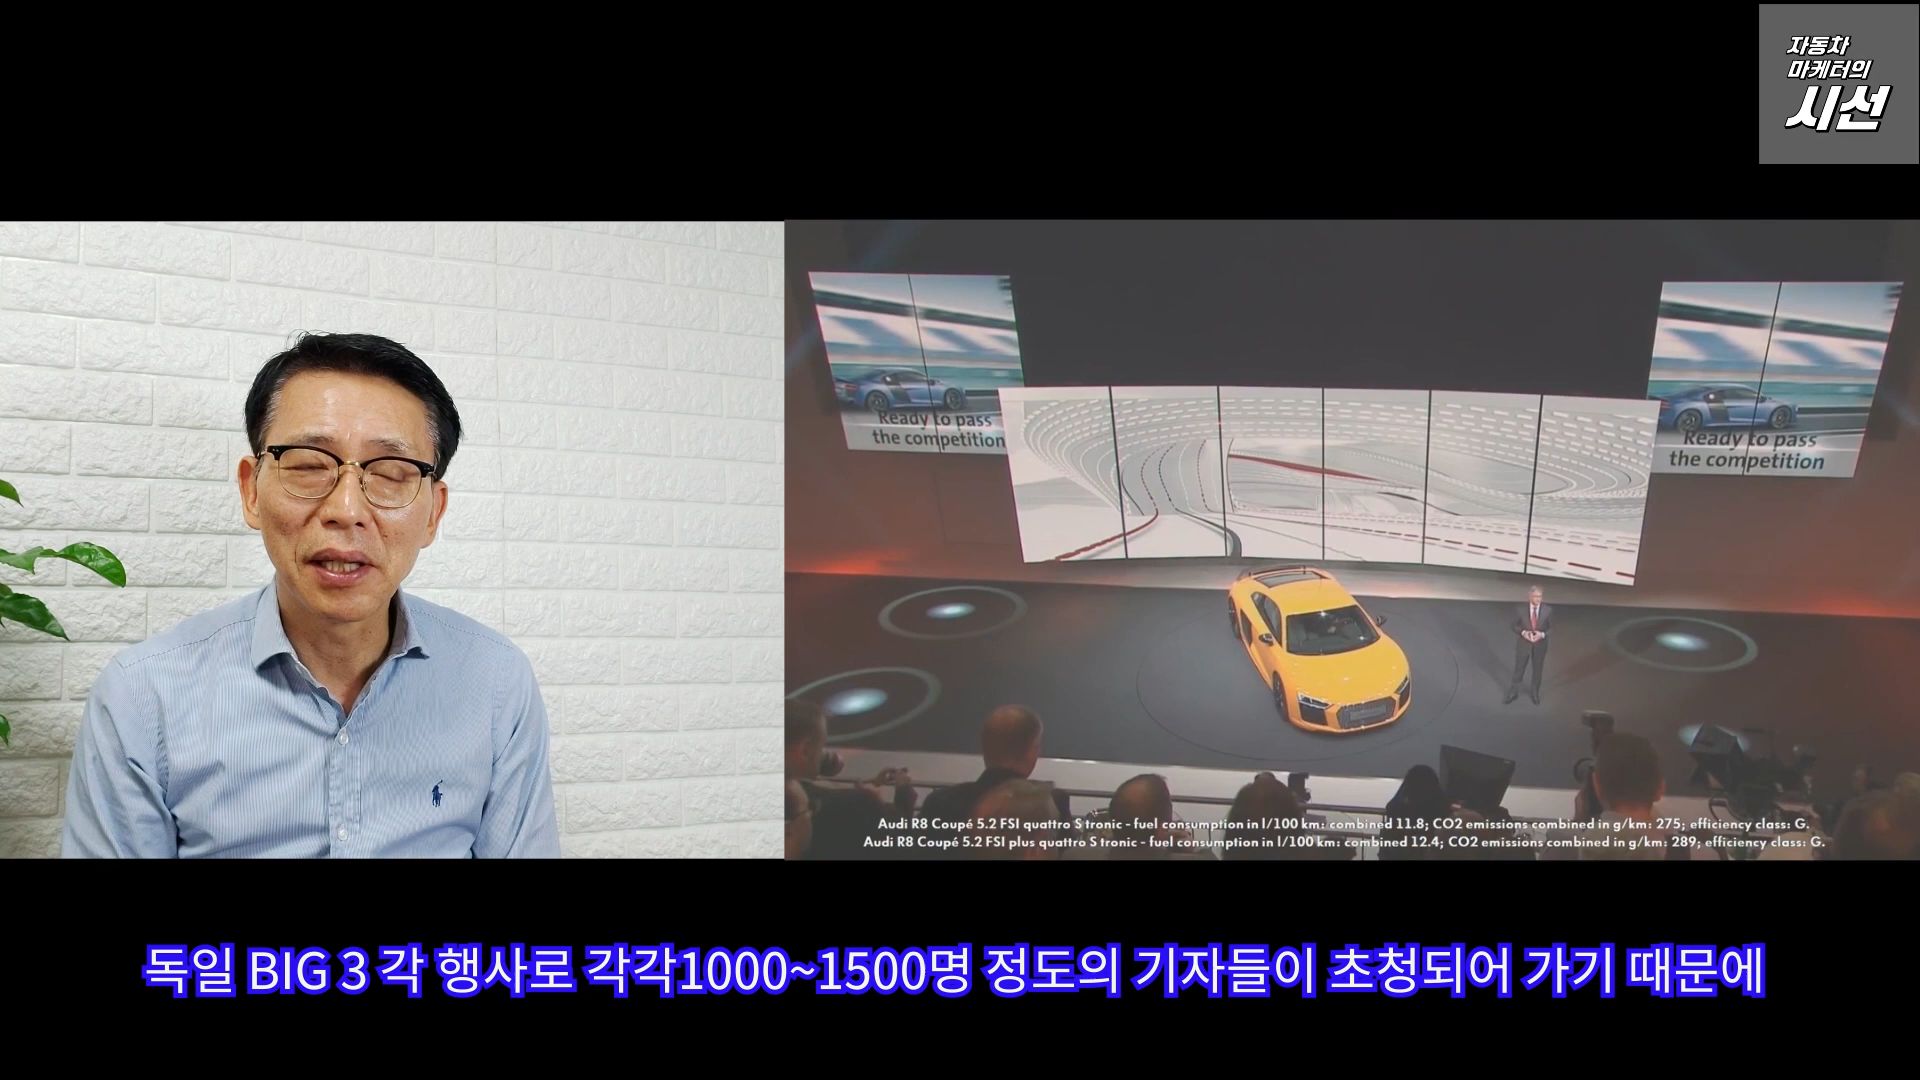 자동차
마케터의
시선
Ready to pass
the competition
Ready to pass
the competition
Audi R8 Coupé 5.2 FSI quattro S tronic - fuel consumption in l/100 km: combined 11.8; CO2 emissions combined in g/km: 275; efficiency class: G.
Audi R8 Coupé 5.2 FSI plus quattro S tronic - fuel consumption in l/100 km: combined 12.4; CO2 emissions combined in g/km: 289; efficiency class: G.
독일 BIG 3 각 행사로 각각1000~1500명 정도의 기자들이 초청되어 가기 때문에